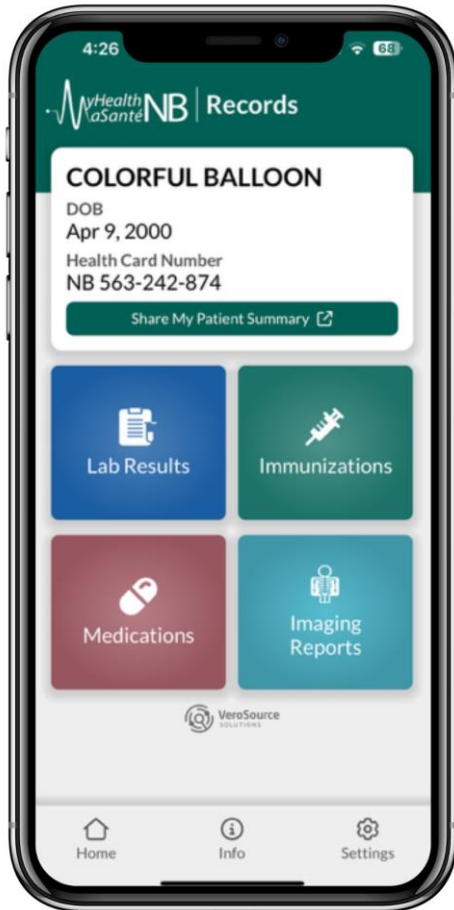 4:26
68
MyHealth
MaSanté
NB
Records
COLORFUL BALLOON
DOB
Apr 9, 2000
Health Card Number
NB 563-242-874
Share My Patient Summary
Lab Results
Immunizations
Medications
Imaging
Reports
VeroSource
SOLUTIONS
Home
Info
Settings